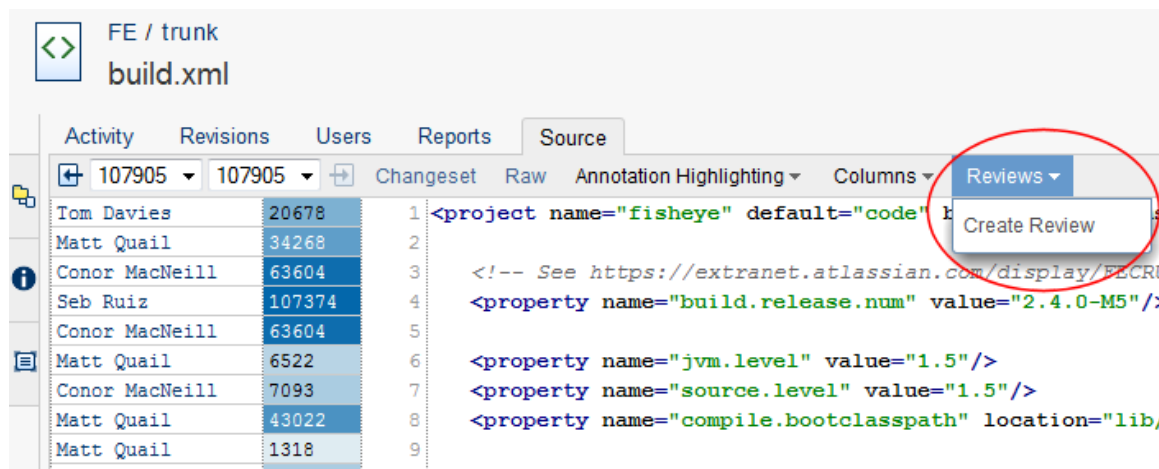 FE / trunk
build.xml
Activity Revisions Users Reports Source
107905 107905 Changeset Raw Annotation Highlighting Columns Reviews
Create Review
Tom Davies 20678 1 <project name="fisheye" default="code"
Matt Quail 34268 2
Conor MacNeill 63604 3 <!-- See https://extranet.atlassian.com/display/FECRU
Seb Ruiz 107374 4 <property name="build.release.num" value="2.4.0-M5"/>
Conor MacNeill 63604 5
Matt Quail 6522 6 <property name="jvm.level" value="1.5"/>
Conor MacNeill 7093 7 <property name="source.level" value="1.5"/>
Matt Quail 43022 8 <property name="compile.bootclasspath" location="lib/
Matt Quail 1318 9